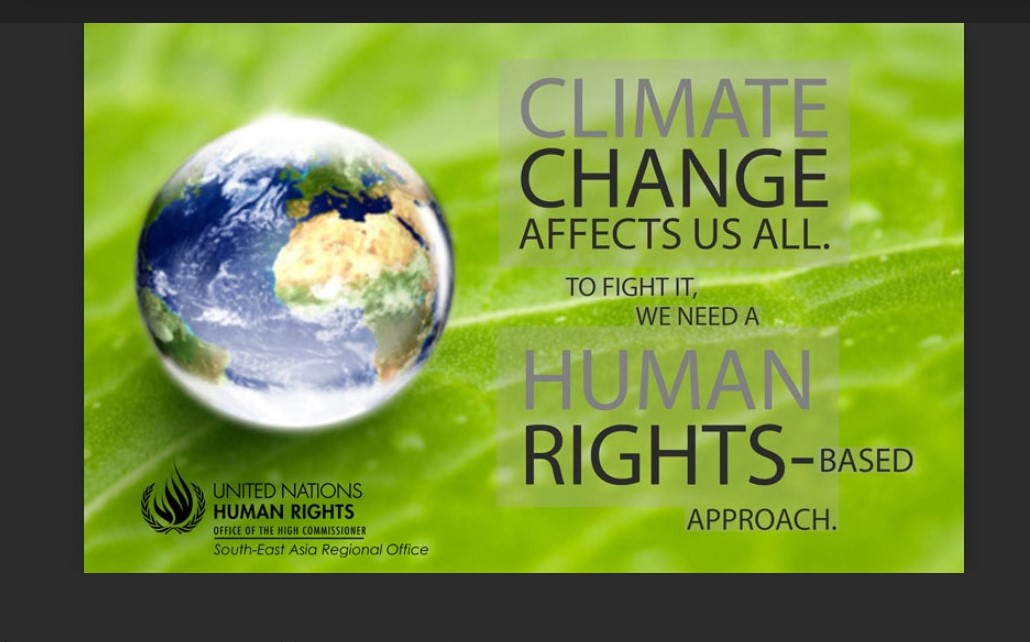 CLIMATE
CHANGE
AFFECTS US ALL.
TO FIGHT IT,
WE NEED A
HUMAN
RIGHTS-BASED
APPROACH.
UNITED NATIONS
HUMAN RIGHTS
OFFICE OF THE HIGH COMMISSIONER
South-East Asia Regional Office